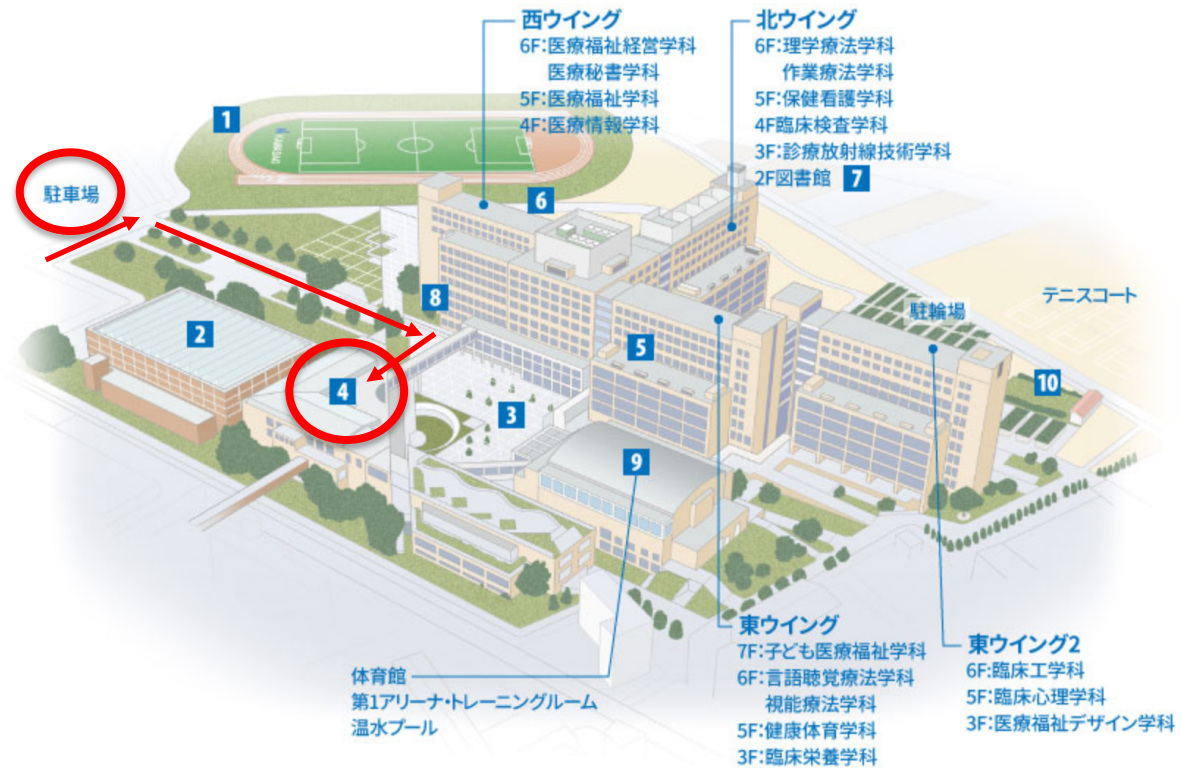 西ウイング
6F:医療福祉経営学科
医療秘書学科
5F:医療福祉学科
4F:医療情報学科
北ウイング
6F:理学療法学科
作業療法学科
5F:保健看護学科
4F臨床検査学科
3F:診療放射線技術学科
2F図書館 7
1
駐車場
6
8
2
5
駐輪場
テニスコート
4
3
10
9
体育館
第1アリーナ・トレーニングルーム
温水プール
東ウイング
7F:子ども医療福祉学科
6F:言語聴覚療法学科
視能療法学科
5F:健康体育学科
3F:臨床栄養学科
東ウイング2
6F:臨床工学科
5F:臨床心理学科
3F:医療福祉デザイン学科